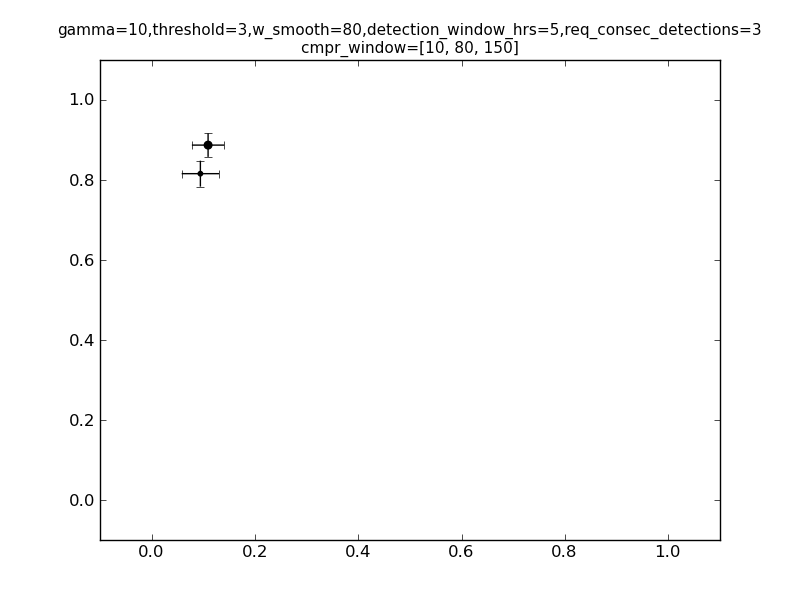 gamma=10,threshold=3,w_smooth=80,detection_window_hrs=5,req_consec_detections=3
cmpr_window=[10, 80, 150]
1.0
0.8
0.6
0.4
0.2
0.0
0.0 0.2 0.4 0.6 0.8 1.0